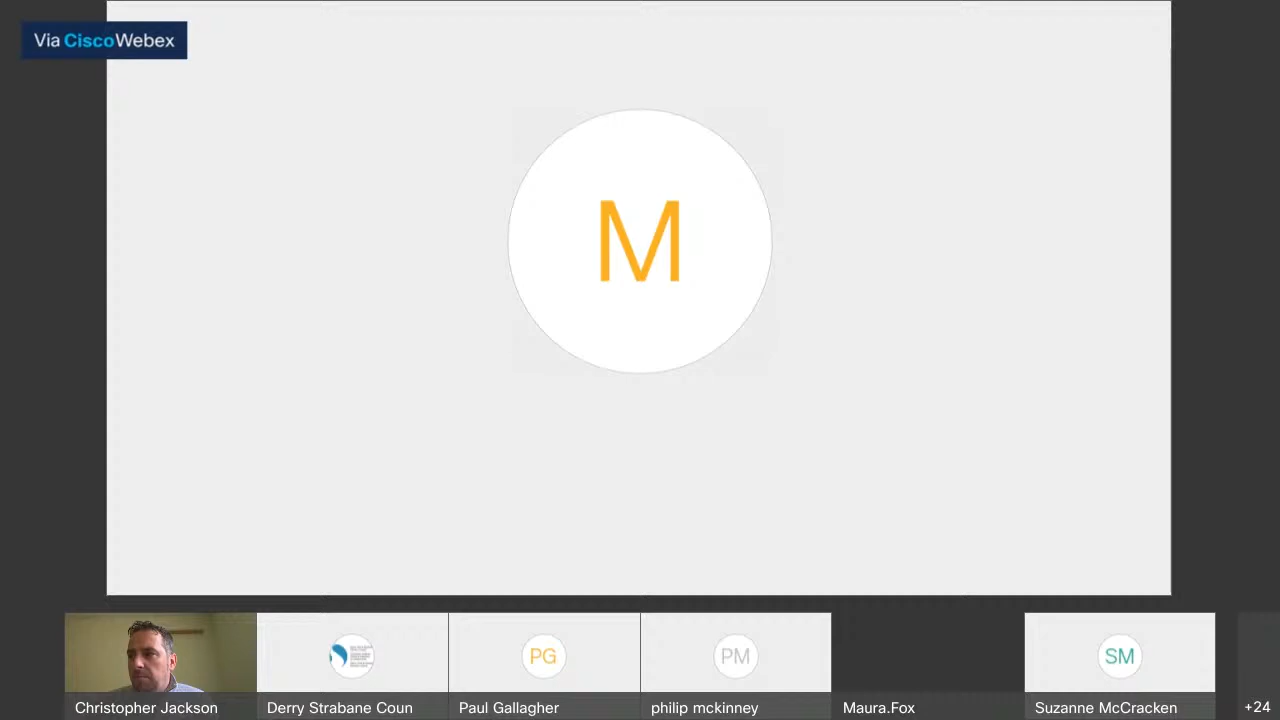 Via CiscoWebex
M
PG
PM
SM
Christopher Jackson
Derry Strabane Coun
Paul Gallagher
philip mckinney
Maura.Fox
Suzanne McCracken
+24